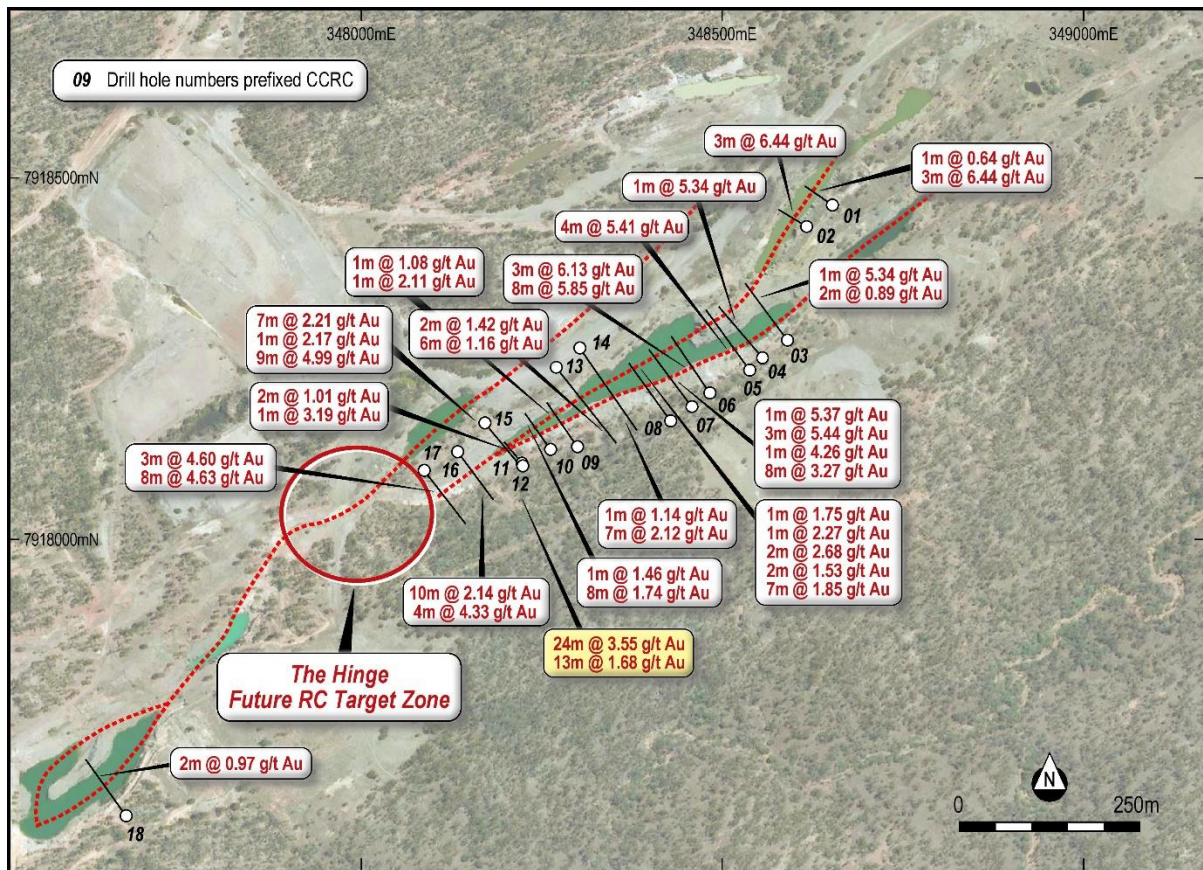 348000mE
348500mE
349000mE
09 Drill hole numbers prefixed CCRC
7918500mN
7918000mN
3m @ 6.44 g/t Au
1m @ 0.64 g/t Au
3m @ 6.44 g/t Au
1m @ 5.34 g/t Au
01
02
4m @ 5.41 g/t Au
1m @ 1.08 g/t Au
1m @ 2.11 g/t Au
3m @ 6.13 g/t Au
8m @ 5.85 g/t Au
1m @ 5.34 g/t Au
2m @ 0.89 g/t Au
7m @ 2.21 g/t Au
1m @ 2.17 g/t Au
9m @ 4.99 g/t Au
2m @ 1.42 g/t Au
6m @ 1.16 g/t Au
14
13
03
04
05
06
07
08
2m @ 1.01 g/t Au
1m @ 3.19 g/t Au
15
17
16
11
12
10
09
3m @ 4.60 g/t Au
8m @ 4.63 g/t Au
1m @ 5.37 g/t Au
3m @ 5.44 g/t Au
1m @ 4.26 g/t Au
8m @ 3.27 g/t Au
1m @ 1.14 g/t Au
7m @ 2.12 g/t Au
1m @ 1.75 g/t Au
1m @ 2.27 g/t Au
2m @ 2.68 g/t Au
2m @ 1.53 g/t Au
7m @ 1.85 g/t Au
1m @ 1.46 g/t Au
8m @ 1.74 g/t Au
10m @ 2.14 g/t Au
4m @ 4.33 g/t Au
24m @ 3.55 g/t Au
13m @ 1.68 g/t Au
The Hinge
Future RC Target Zone
2m @ 0.97 g/t Au
18
N
0
250m